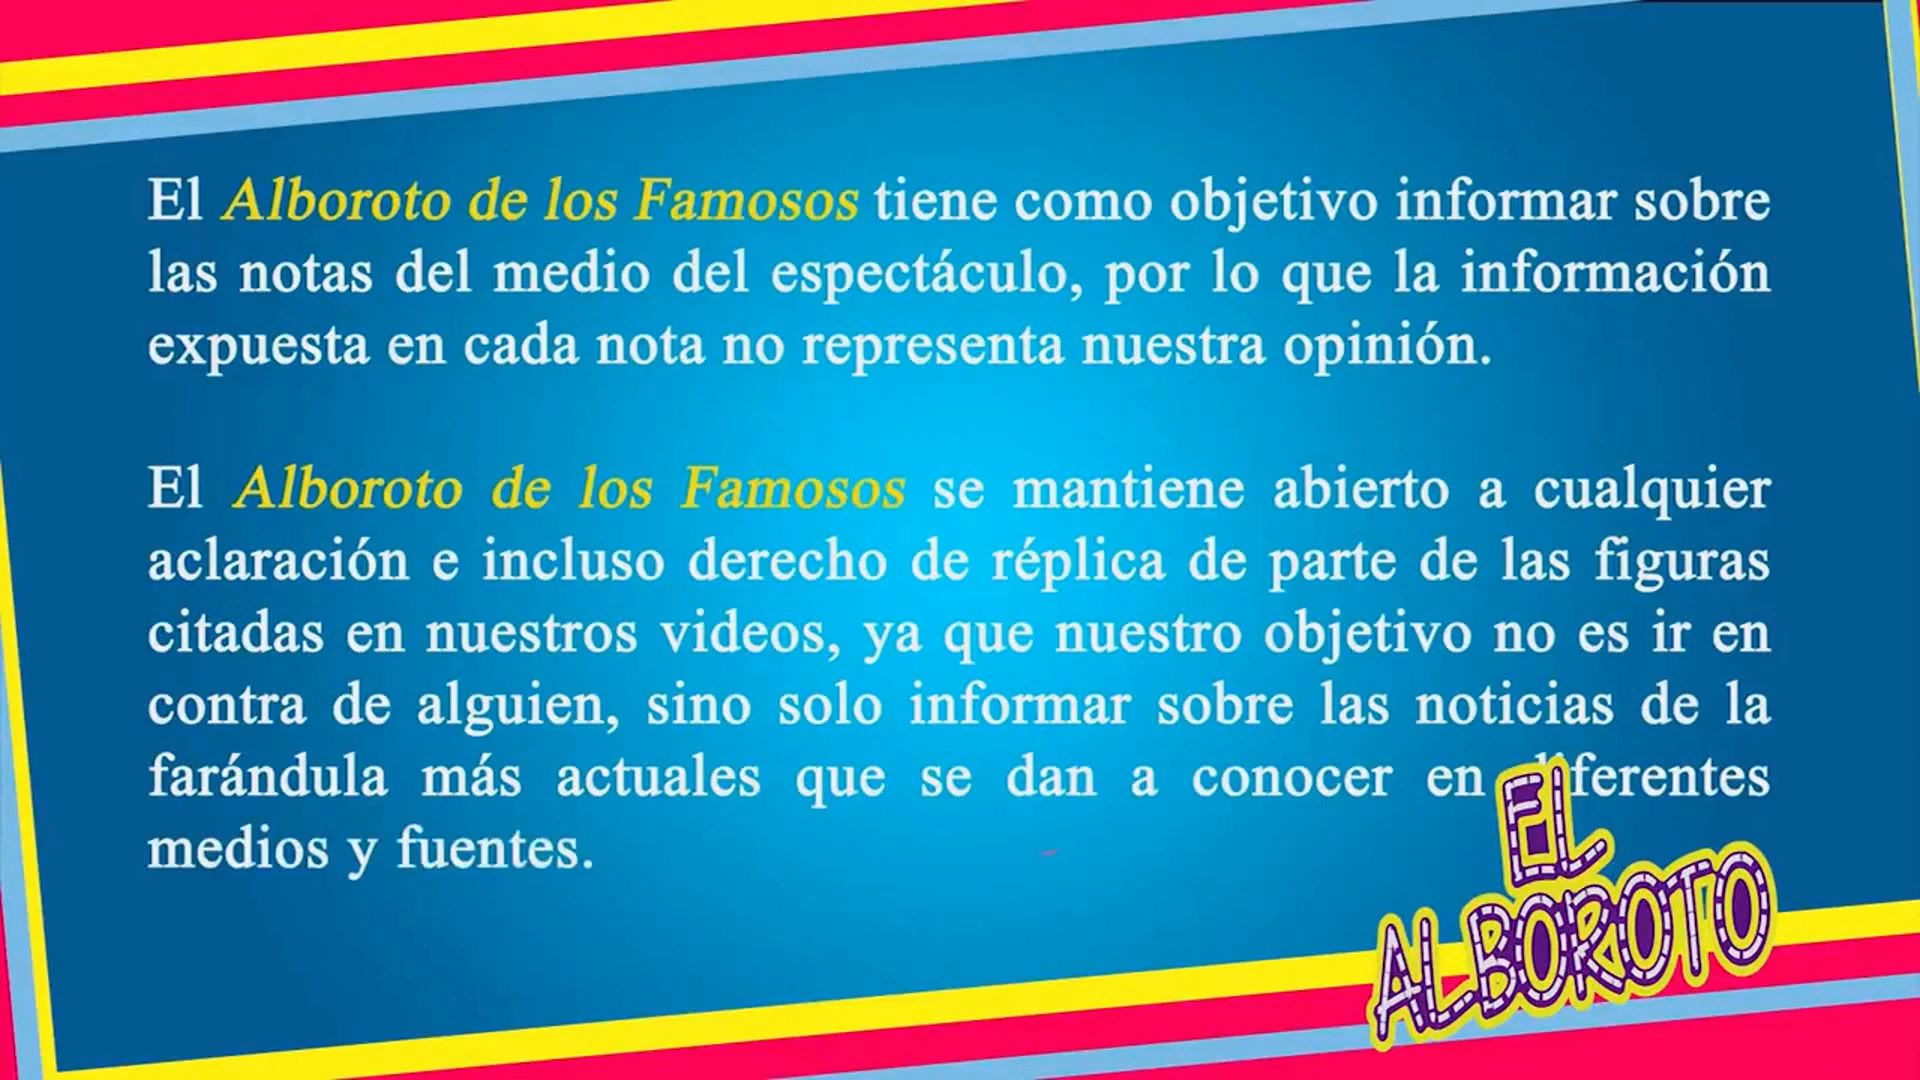 El Alboroto de los Famosos tiene como objetivo informar sobre
las notas del medio del espectáculo, por lo que la información
expuesta en cada nota no representa nuestra opinión.
El Alboroto de los Famosos se mantiene abierto a cualquier
aclaración e incluso derecho de réplica de parte de las figuras
citadas en nuestros videos, ya que nuestro objetivo no es ir en
contra de alguien, sino solo informar sobre las noticias de la
farándula más actuales que se dan a conocer en diferentes
medios y fuentes.
EL
ALBOROTO